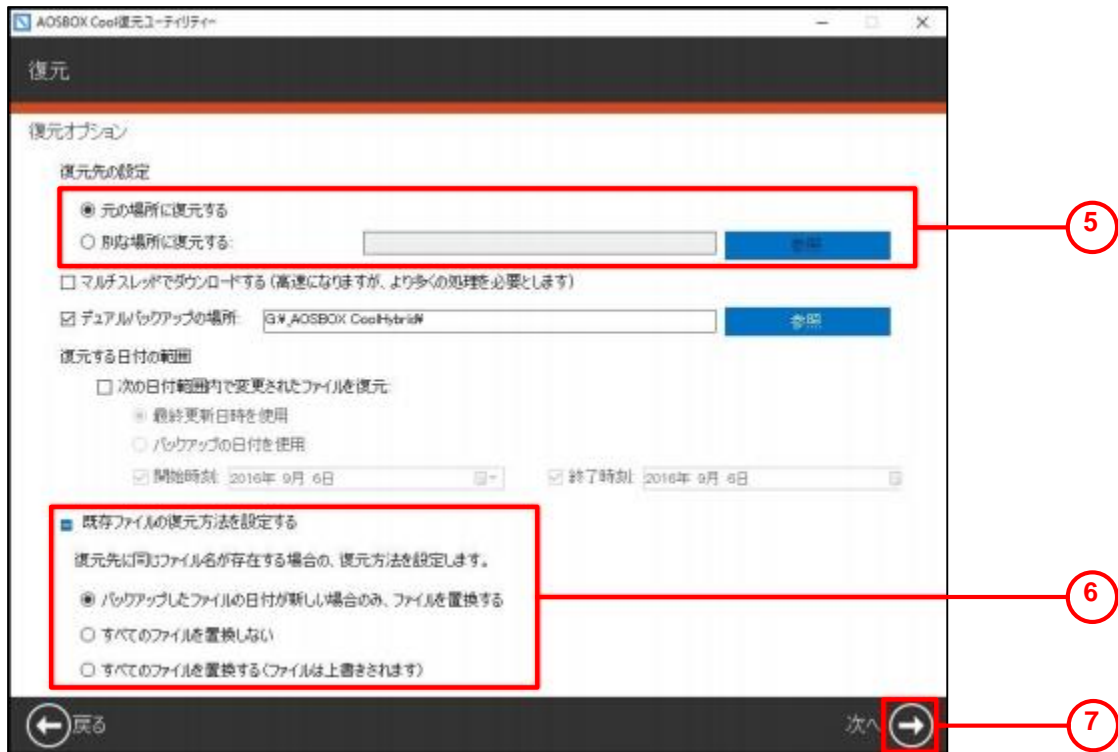 AOSBOX Cool復元ユーティリティー
復元
復元オプション
復元先の設定
元の場所に復元する
別な場所に復元する:
参照
5
マルチスレッドでダウンロードする(高速になりますが、より多くの処理を必要とします)
デュアルバックアップの場所:
G:¥_AOSBOX CoolHybrid¥
参照
復元する日付の範囲
次の日付範囲内で変更されたファイルを復元:
最終更新日時を使用
バックアップの日付を使用
開始時刻: 2016年 9月 6日
終了時刻: 2016年 9月 6日
既存ファイルの復元方法を設定する
復元先に同じファイル名が存在する場合の、復元方法を設定します。
バックアップしたファイルの日付が新しい場合のみ、ファイルを置換する
6
すべてのファイルを置換しない
すべてのファイルを置換する(ファイルは上書きされます)
戻る
次へ
7